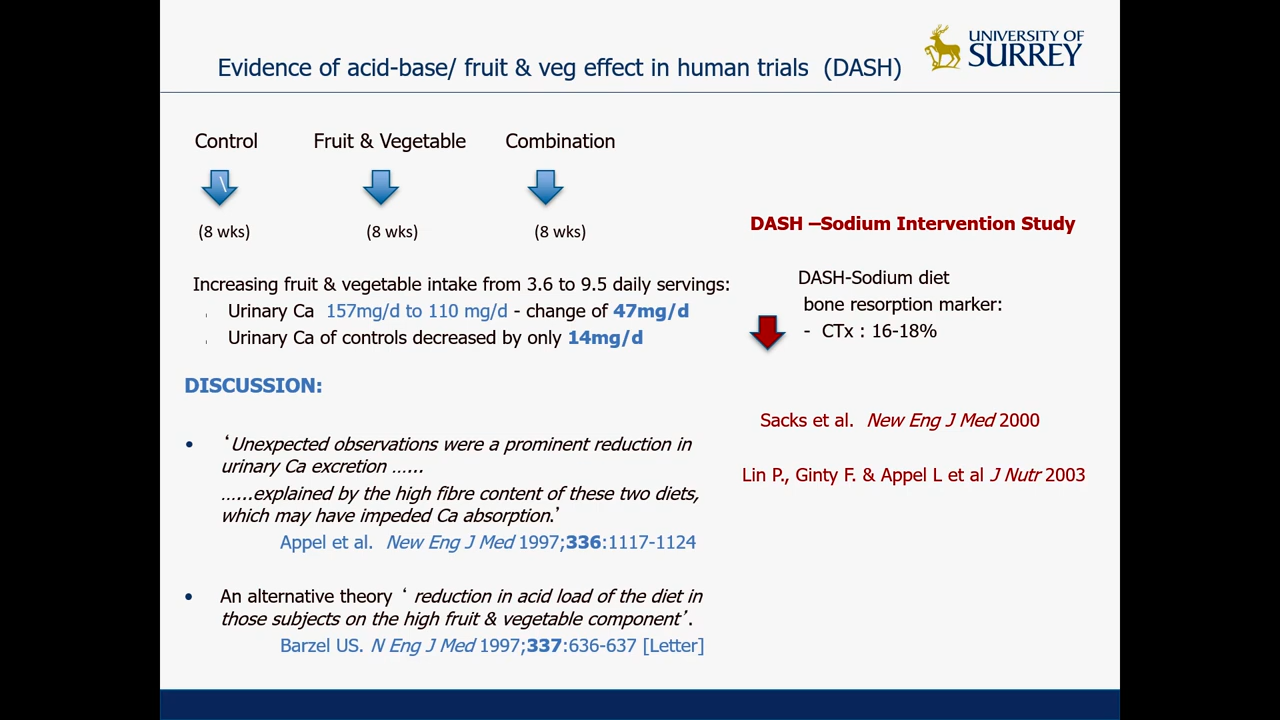 UNIVERSITY OF
SURREY
Evidence of acid-base/ fruit & veg effect in human trials (DASH)
Control
Fruit & Vegetable
Combination
\
(8 wks)
(8 wks)
(8 wks)
Increasing fruit & vegetable intake from 3.6 to 9.5 daily servings:
Urinary Ca 157mg/d to 110 mg/d - change of 47mg/d
Urinary Ca of controls decreased by only 14mg/d
DISCUSSION:
• ‘Unexpected observations were a prominent reduction in
urinary Ca excretion ......
......explained by the high fibre content of these two diets,
which may have impeded Ca absorption.’
Appel et al. New Eng J Med 1997;336:1117-1124
• An alternative theory ‘ reduction in acid load of the diet in
those subjects on the high fruit & vegetable component’.
Barzel US. N Eng J Med 1997;337:636-637 [Letter]
DASH –Sodium Intervention Study
DASH-Sodium diet
bone resorption marker:
- CTx : 16-18%
Sacks et al. New Eng J Med 2000
Lin P., Ginty F. & Appel L et al J Nutr 2003